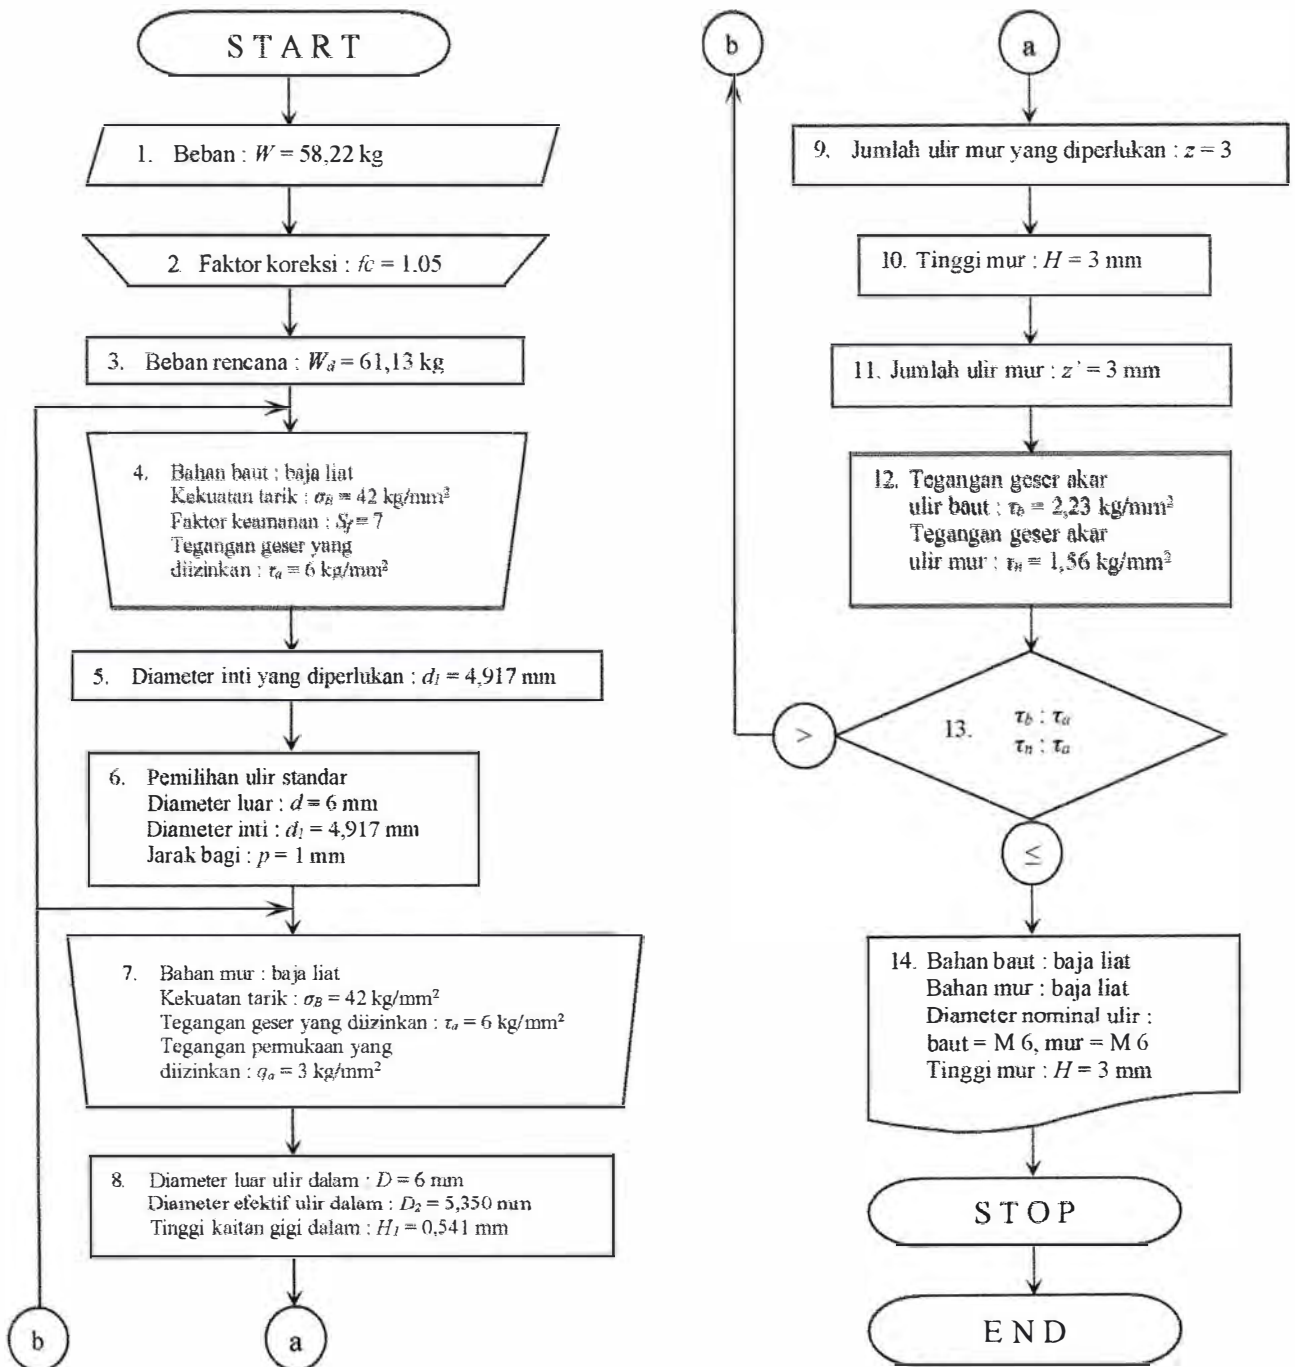 START
1. Beban : W = 58,22 kg
2. Faktor koreksi : fc = 1.05
3. Beban rencana : Wd = 61,13 kg
4. Bahan baut : baja liat
Kekuatan tarik : σB = 42 kg/mm²
Faktor keamanan : Sf = 7
Tegangan geser yang
diizinkan : τa = 6 kg/mm²
5. Diameter inti yang diperlukan : d1 = 4,917 mm
6. Pemilihan ulir standar
Diameter luar : d = 6 mm
Diameter inti : d1 = 4,917 mm
Jarak bagi : p = 1 mm
7. Bahan mur : baja liat
Kekuatan tarik : σB = 42 kg/mm²
Tegangan geser yang diizinkan : τa = 6 kg/mm²
Tegangan permukaan yang
diizinkan : qa = 3 kg/mm²
8. Diameter luar ulir dalam : D = 6 mm
Diameter efektif ulir dalam : D2 = 5,350 mm
Tinggi kaitan gigi dalam : H1 = 0,541 mm
b
a
b
a
9. Jumlah ulir mur yang diperlukan : z = 3
10. Tinggi mur : H = 3 mm
11. Jumlah ulir mur : z' = 3 mm
12. Tegangan geser akar
ulir baut : τb = 2,23 kg/mm²
Tegangan geser akar
ulir mur : τn = 1,56 kg/mm²
13. τb : τa
τn : τa
>
≤
14. Bahan baut : baja liat
Bahan mur : baja liat
Diameter nominal ulir :
baut = M 6, mur = M 6
Tinggi mur : H = 3 mm
STOP
END